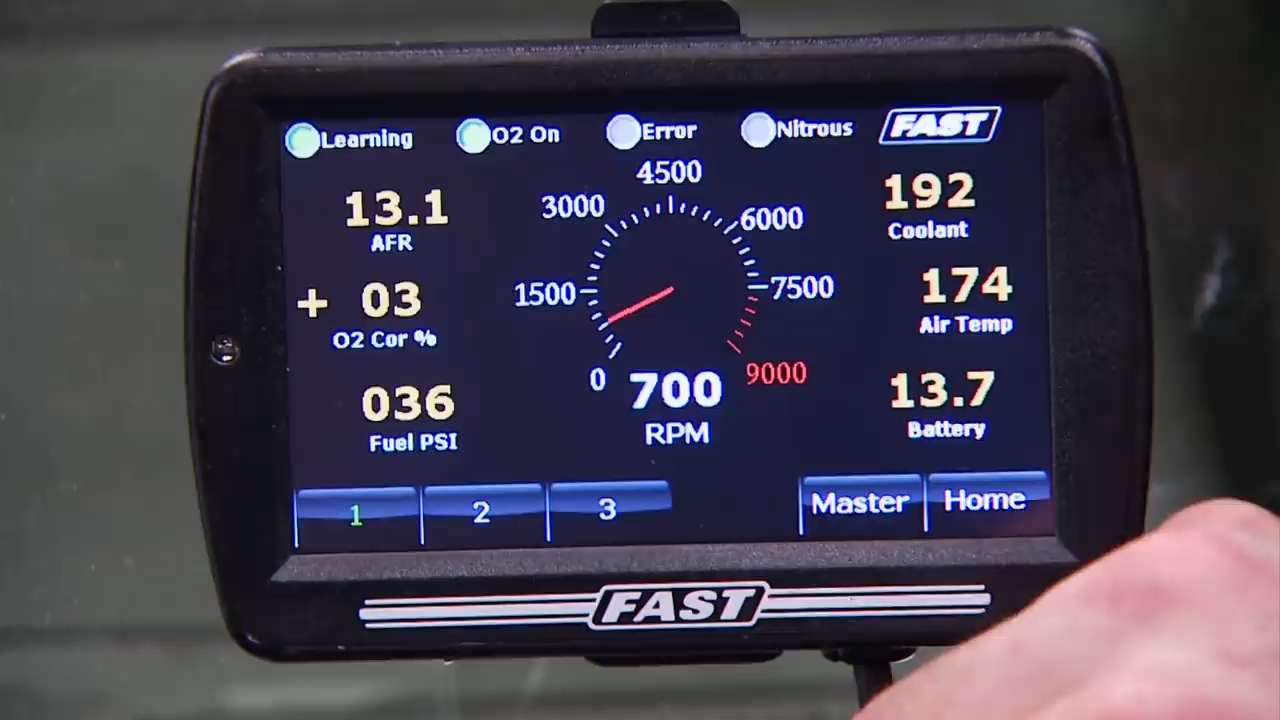 Learning O2 On Error Nitrous FAST
4500
3000 6000
1500 7500
0 9000
700
RPM
13.1
AFR
+ 03
O2 Cor %
036
Fuel PSI
192
Coolant
174
Air Temp
13.7
Battery
1 2 3 Master Home
FAST